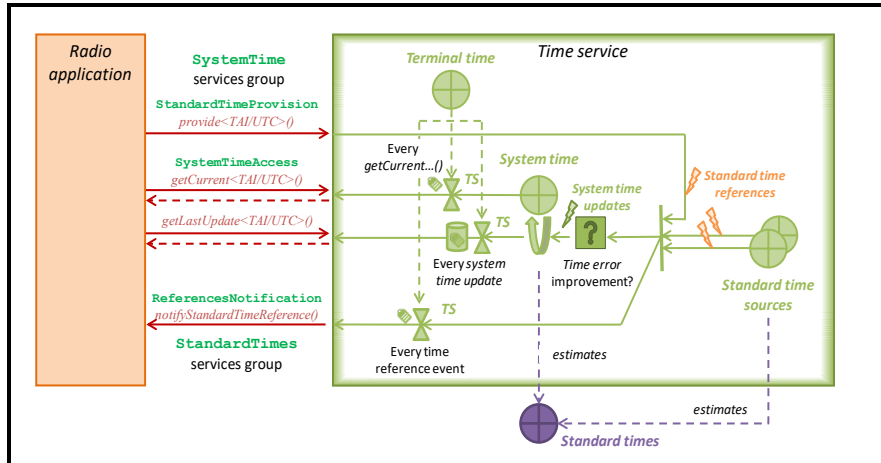 Radio
application
SystemTime
services group
StandardTimeProvision
provide<TAI/UTC>()
SystemTimeAccess
getCurrent<TAI/UTC>()
getLastUpdate<TAI/UTC>()
ReferencesNotification
notifyStandardTimeReference()
StandardTimes
services group
Time service
Terminal time
Every
getCurrent...()
System time
TS
System time
updates
Standard time
references
TS
?
Every system
time update
Time error
improvement?
Standard time
sources
TS
Every time
reference event
estimates
estimates
Standard times